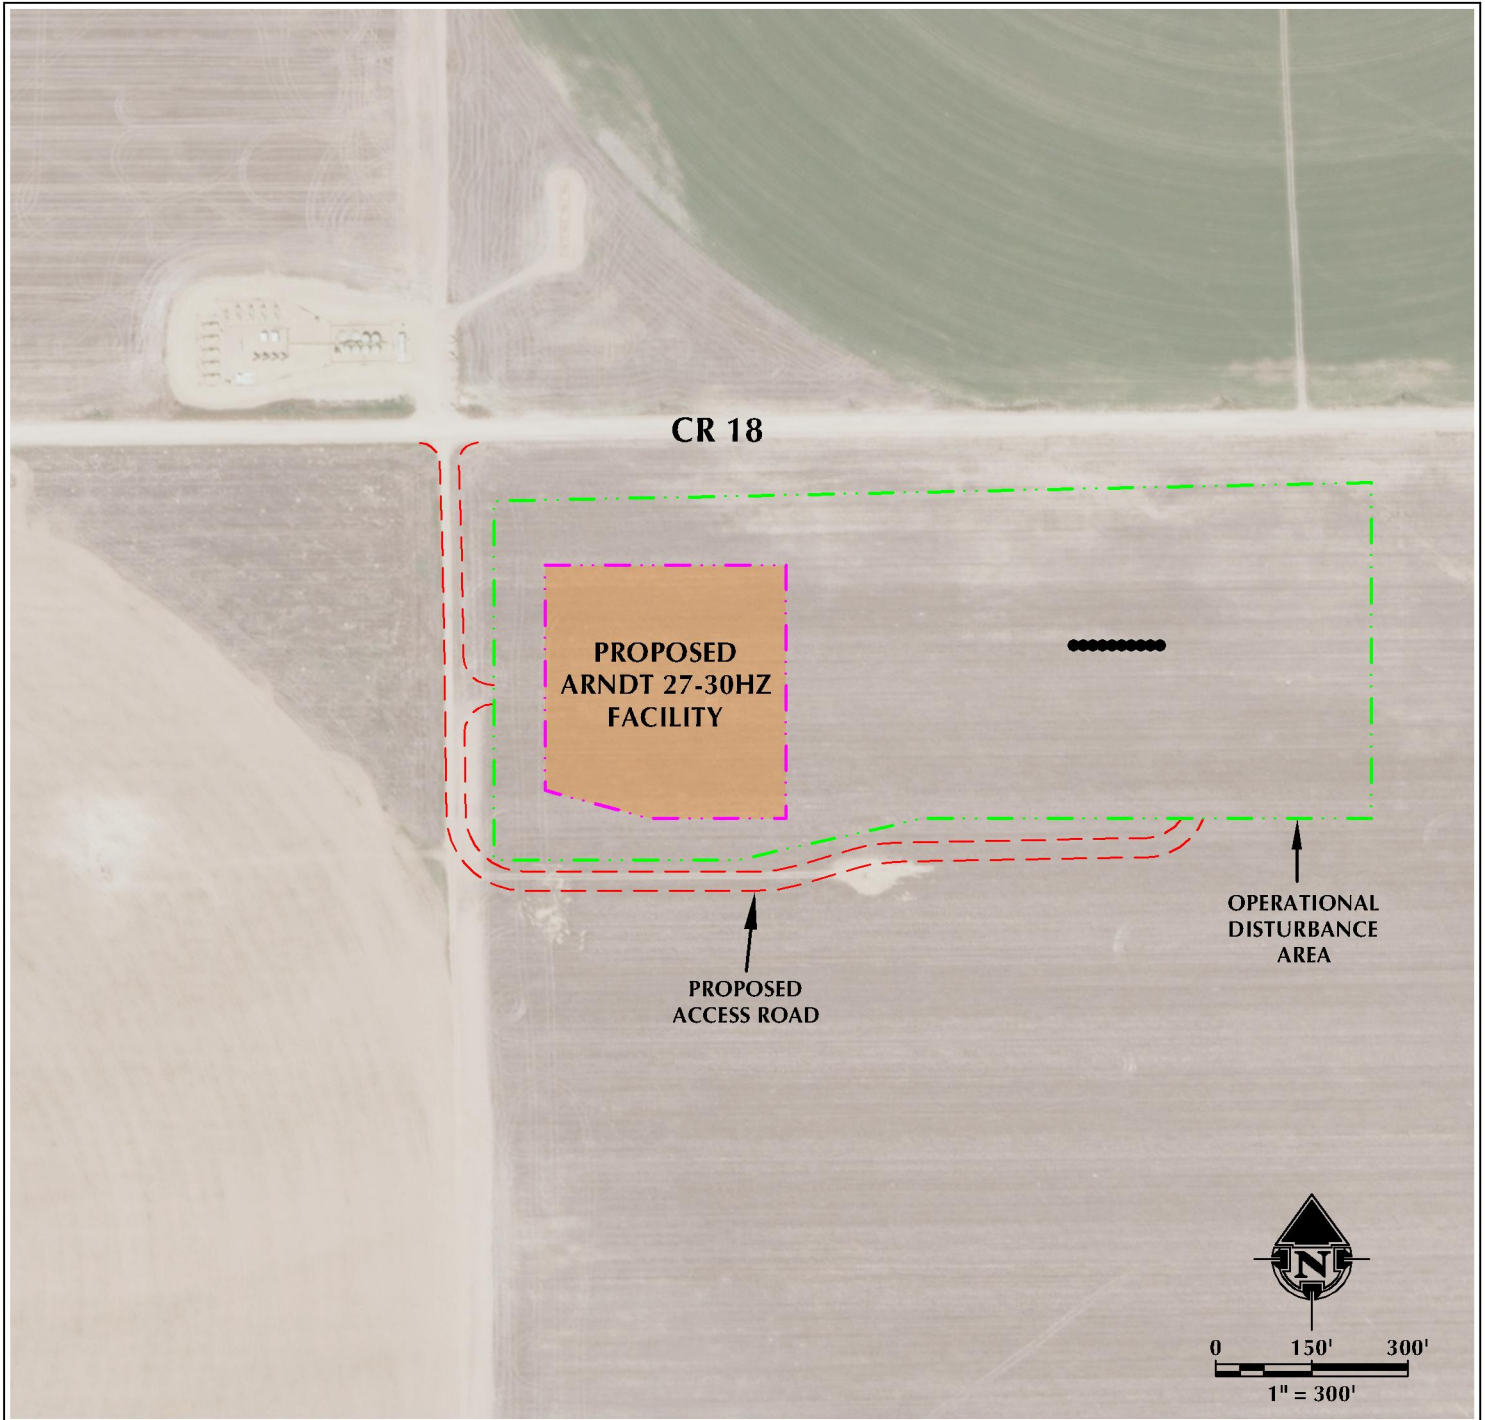 CR 18
PROPOSED
ARNDT 27-30HZ
FACILITY
OPERATIONAL
DISTURBANCE
AREA
PROPOSED
ACCESS ROAD
N
0 150' 300'
1" = 300'